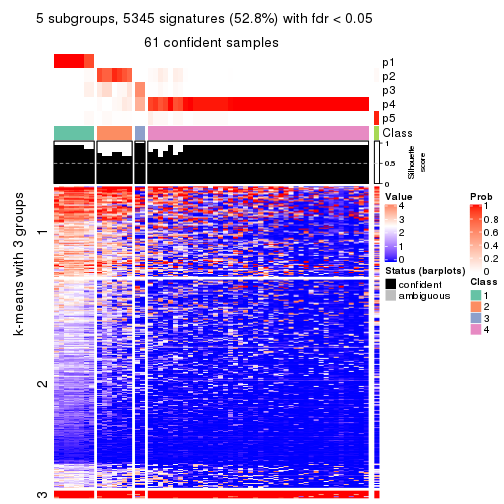 5 subgroups, 5345 signatures (52.8%) with fdr < 0.05
61 confident samples
p1
p2
p3
p4
p5
Class
1
0.5
0
Silhouette
score
k-means with 3 groups
1
2
3
Value
4
3
2
1
0
Status (barplots)
confident
ambiguous
Prob
1
0.8
0.6
0.4
0.2
0
Class
1
2
3
4